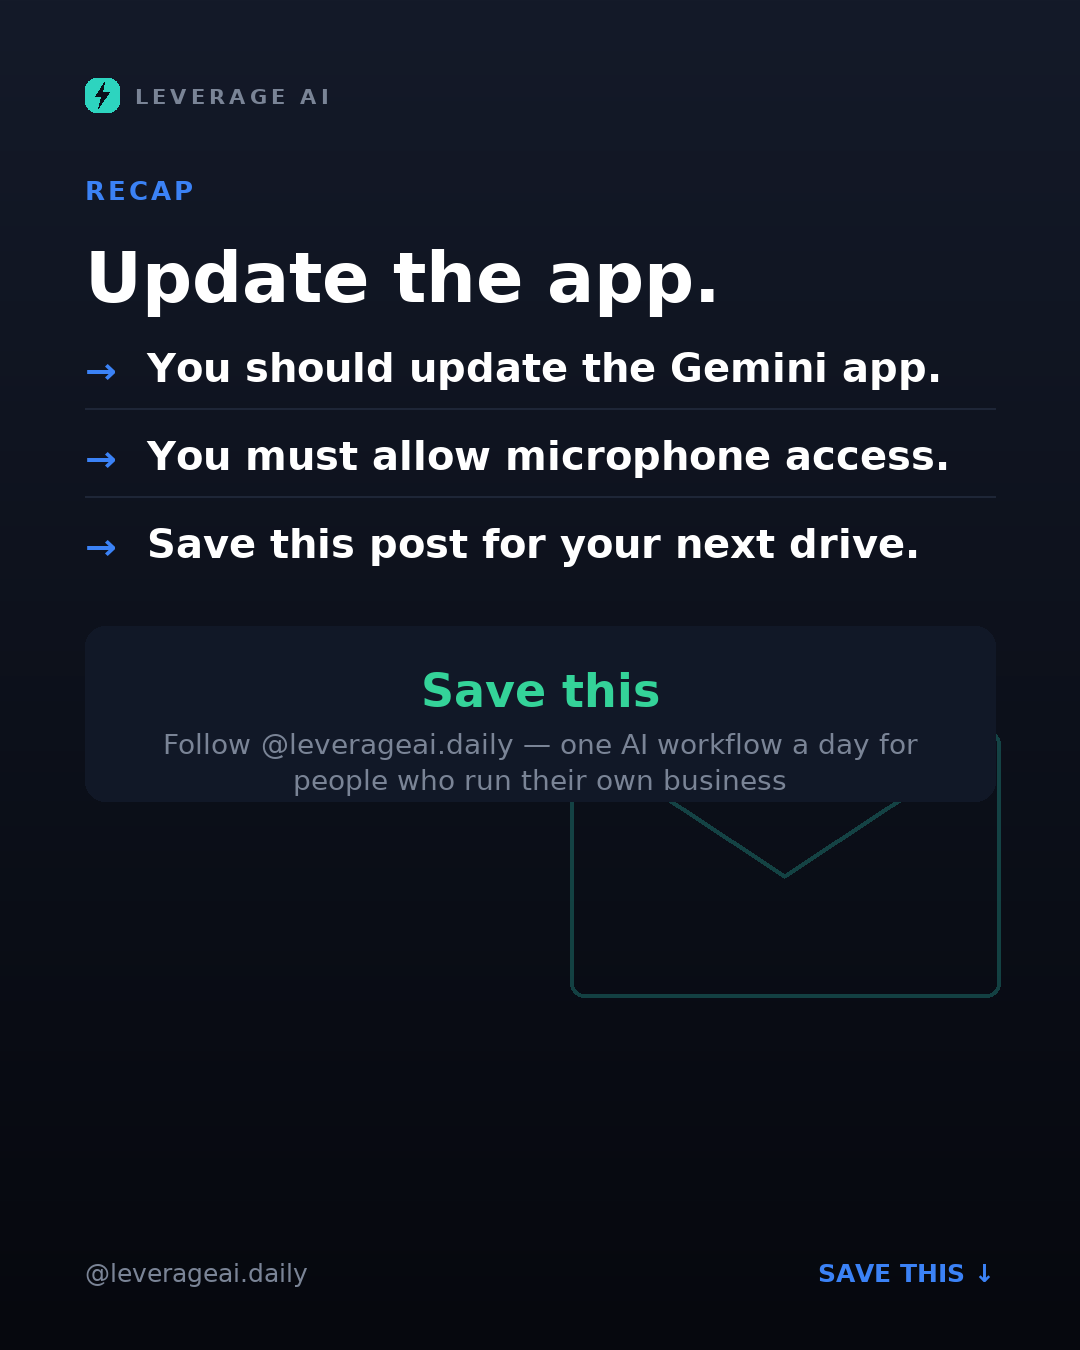 LEVERAGE AI
RECAP
Update the app.
→ You should update the Gemini app.
→ You must allow microphone access.
→ Save this post for your next drive.
Save this
Follow @leverageai.daily — one AI workflow a day for
people who run their own business
@leverageai.daily
SAVE THIS ↓